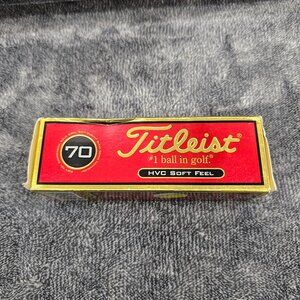 70
Titleist®
#1 ball in golf.®
HVC SOFT FEEL